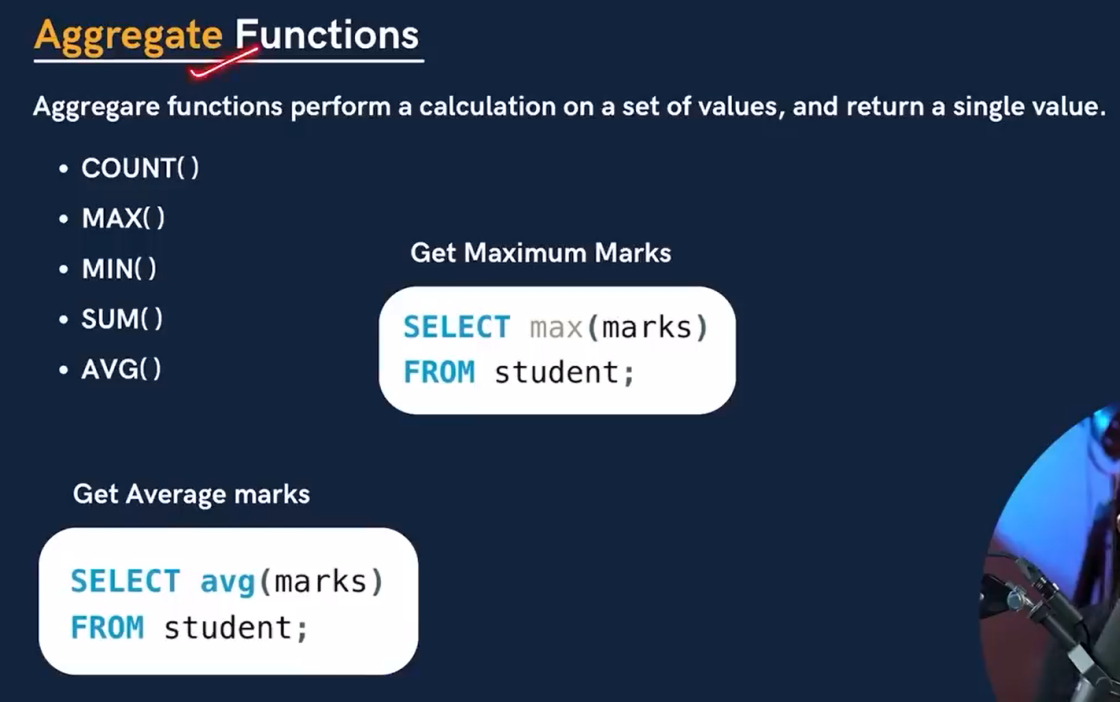 Aggregate Functions
Aggregare functions perform a calculation on a set of values, and return a single value.
• COUNT( )
• MAX( )
• MIN( )
• SUM( )
• AVG( )
Get Maximum Marks
SELECT max(marks)
FROM student;
Get Average marks
SELECT avg(marks)
FROM student;